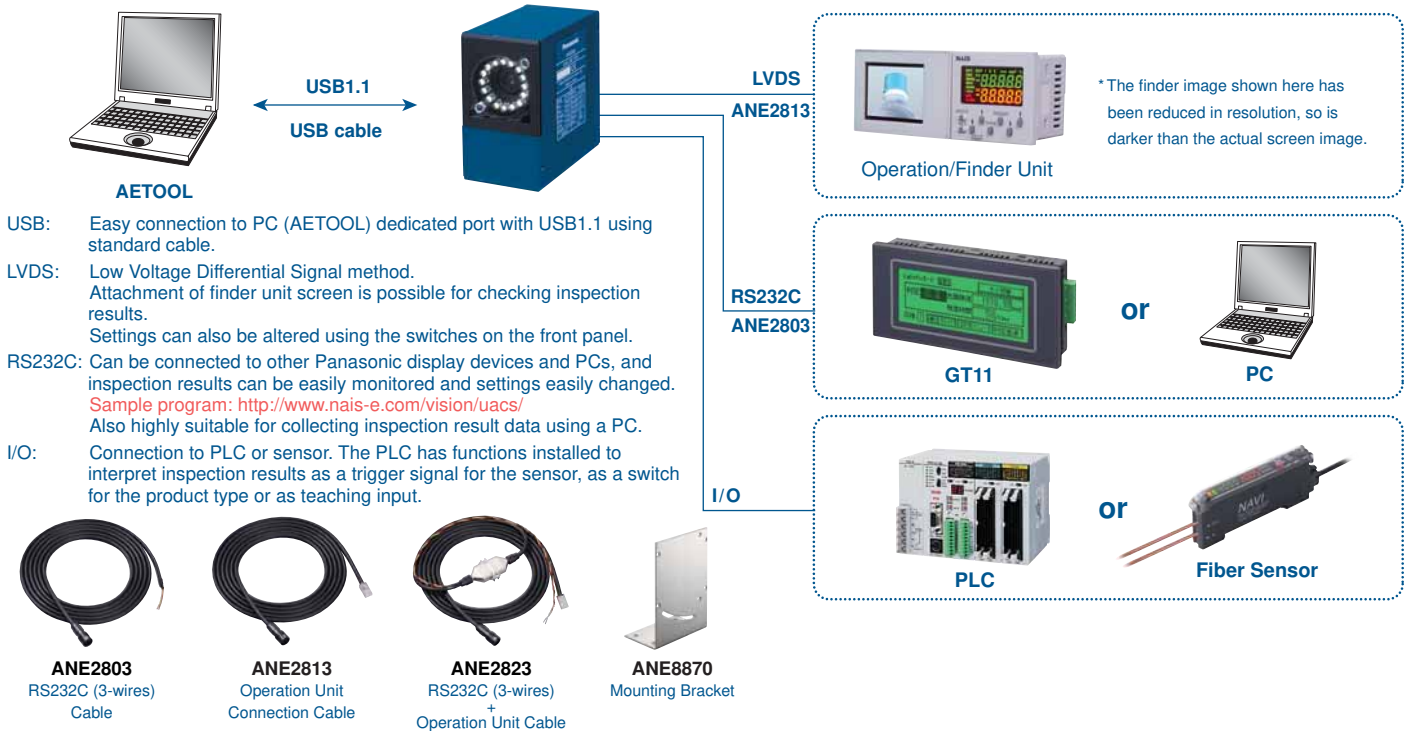 USB1.1
USB cable
AETOOL
Panasonic
LVDS
ANE2813
NAIS
Operation/Finder Unit
* The finder image shown here has
been reduced in resolution, so is
darker than the actual screen image.
USB: Easy connection to PC (AETOOL) dedicated port with USB1.1 using
standard cable.
LVDS: Low Voltage Differential Signal method.
Attachment of finder unit screen is possible for checking inspection
results.
Settings can also be altered using the switches on the front panel.
RS232C: Can be connected to other Panasonic display devices and PCs, and
inspection results can be easily monitored and settings easily changed.
Sample program: http://www.nais-e.com/vision/uacs/
Also highly suitable for collecting inspection result data using a PC.
I/O: Connection to PLC or sensor. The PLC has functions installed to
interpret inspection results as a trigger signal for the sensor, as a switch
for the product type or as teaching input.
RS232C
ANE2803
GT11
or
PC
I/O
PLC
or
NAVI
Fiber Sensor
ANE2803
RS232C (3-wires)
Cable
ANE2813
Operation Unit
Connection Cable
ANE2823
RS232C (3-wires)
+
Operation Unit Cable
ANE8870
Mounting Bracket